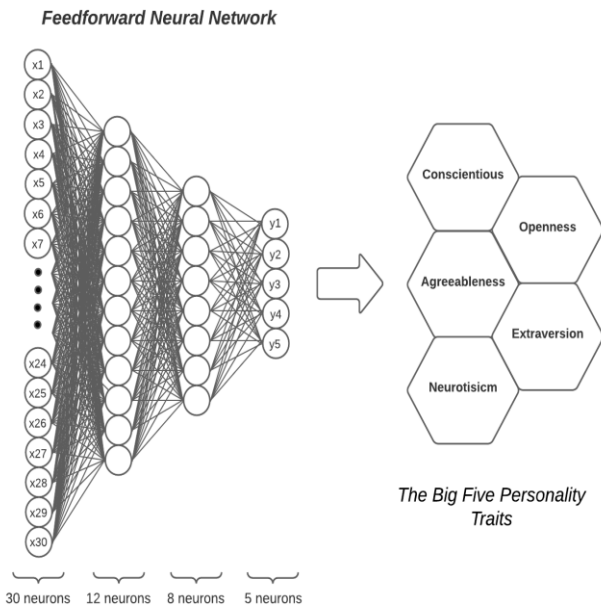 Feedforward Neural Network
x1
x2
x3
x4
x5
x6
x7
x24
x25
x26
x27
x28
x29
x30
y1
y2
y3
y4
y5
30 neurons
12 neurons
8 neurons
5 neurons
Conscientious
Openness
Agreeableness
Extraversion
Neurotisicm
The Big Five Personality
Traits